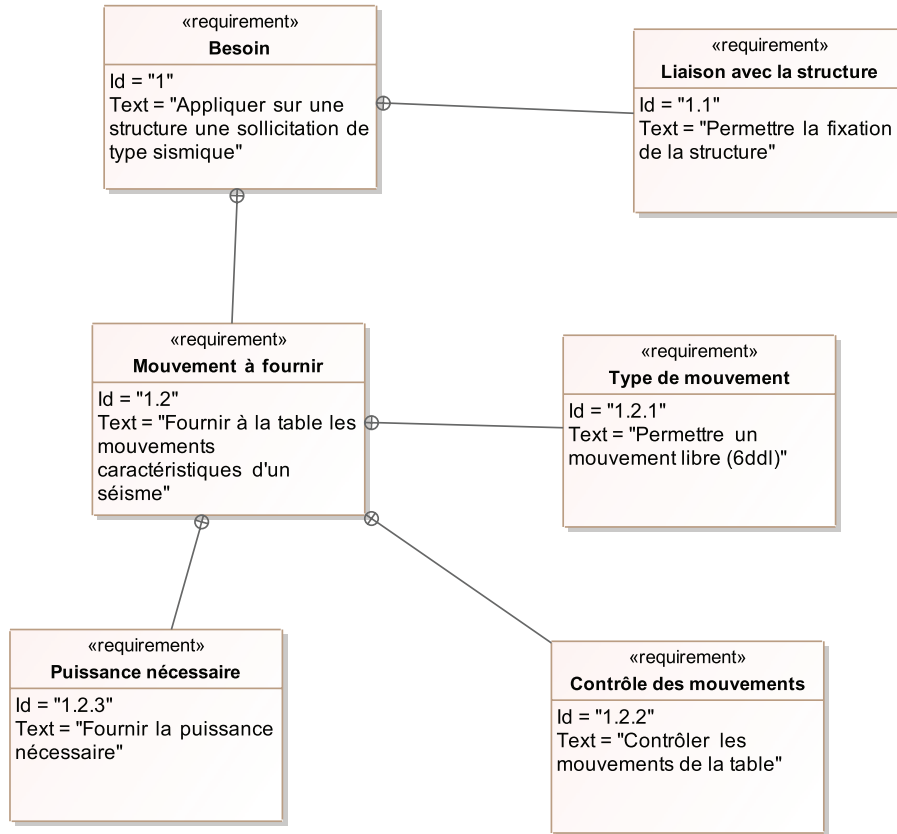 «requirement»
Besoin
Id = "1"
Text = "Appliquer sur une
structure une sollicitation de
type sismique"
«requirement»
Liaison avec la structure
Id = "1.1"
Text = "Permettre la fixation
de la structure"
«requirement»
Mouvement à fournir
Id = "1.2"
Text = "Fournir à la table les
mouvements
caractéristiques d'un
séisme"
«requirement»
Type de mouvement
Id = "1.2.1"
Text = "Permettre un
mouvement libre (6ddl)"
«requirement»
Puissance nécessaire
Id = "1.2.3"
Text = "Fournir la puissance
nécessaire"
«requirement»
Contrôle des mouvements
Id = "1.2.2"
Text = "Contrôler les
mouvements de la table"